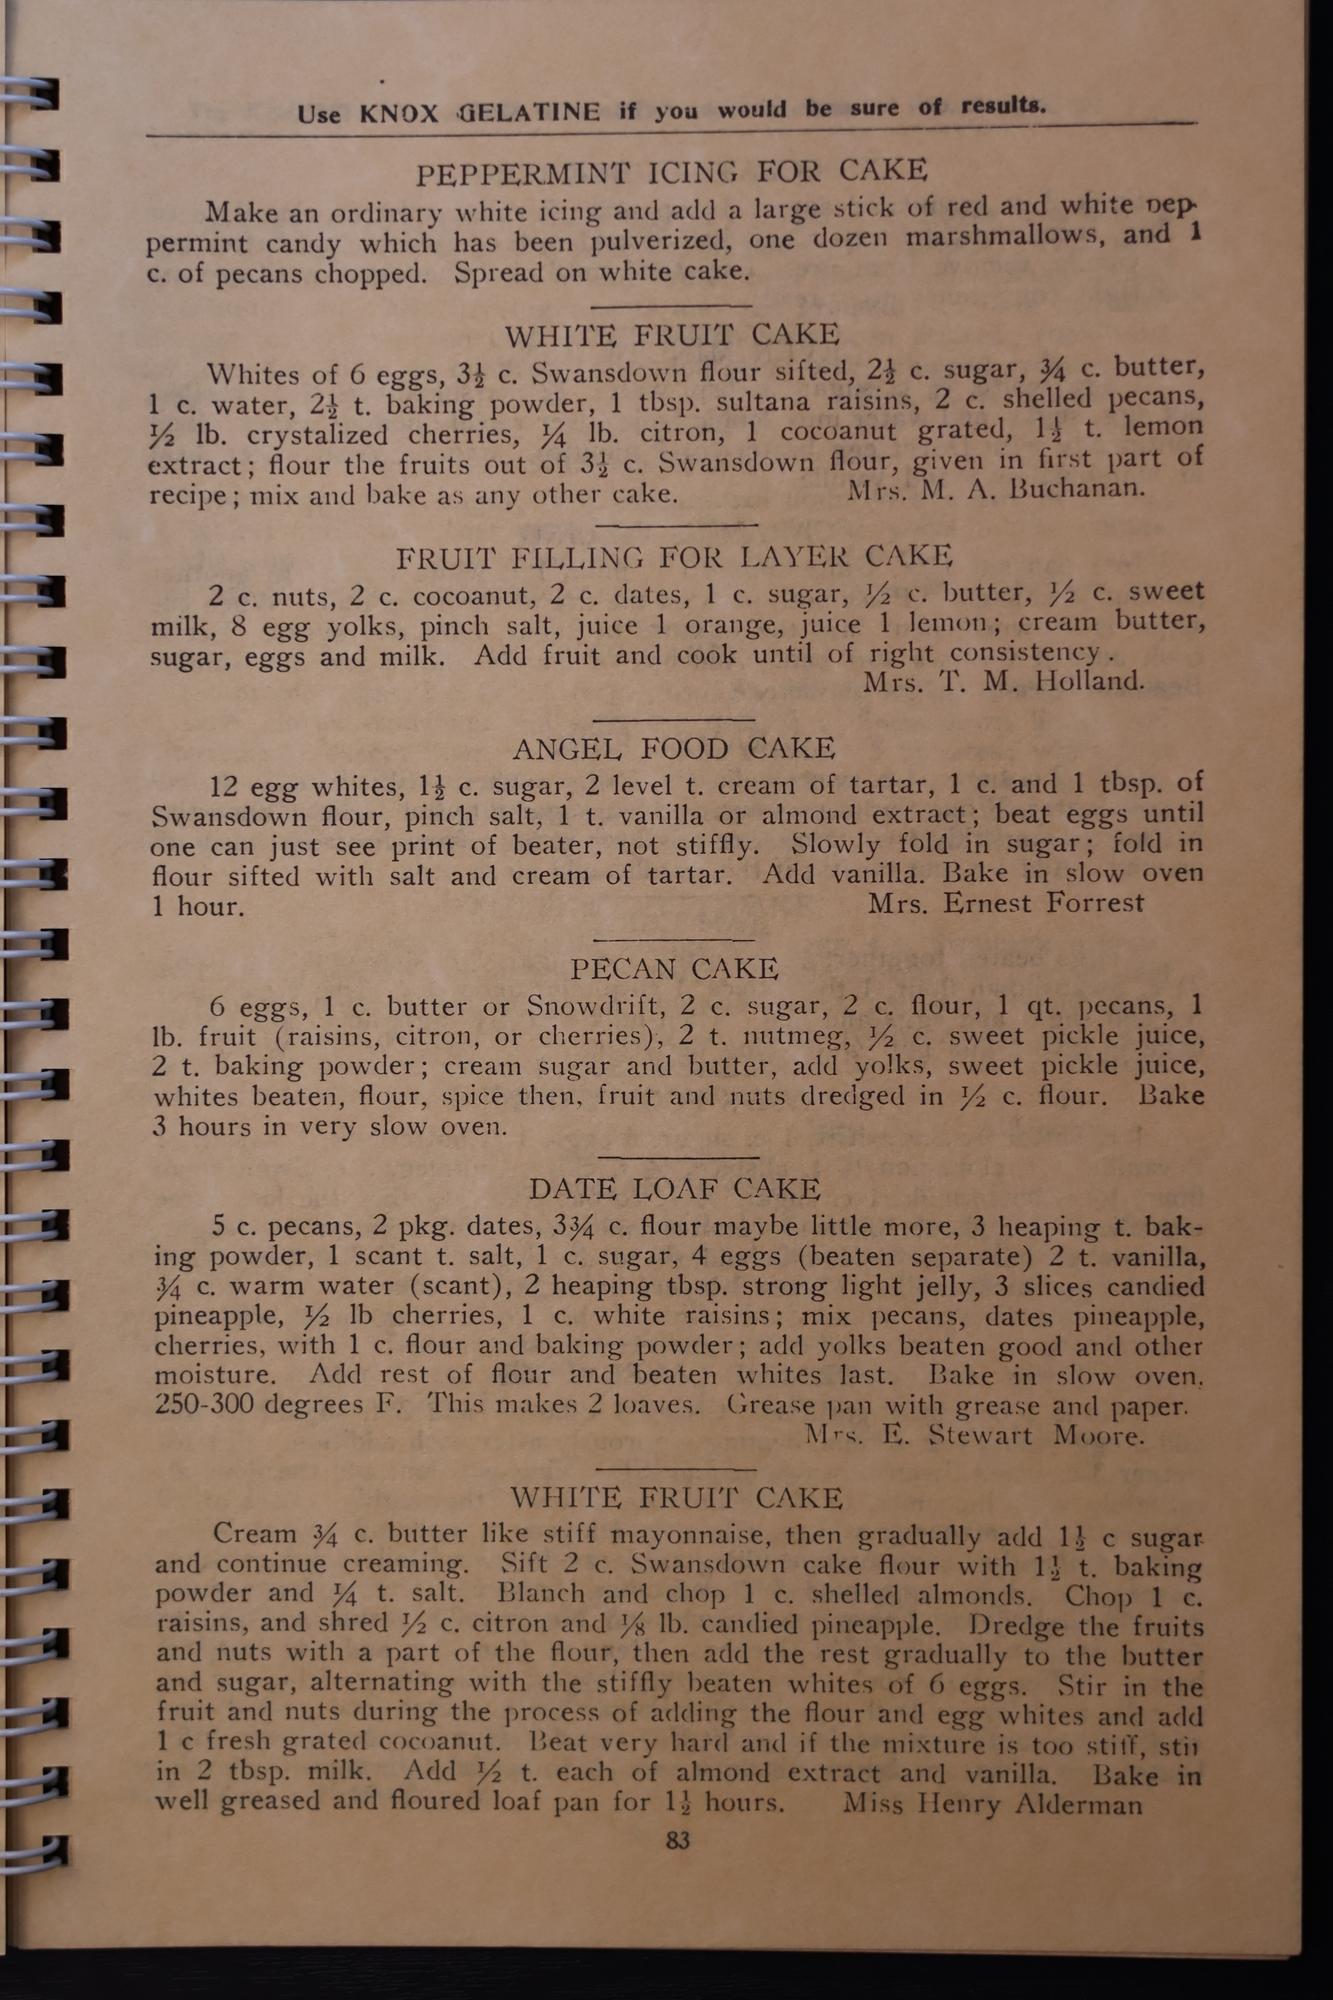 Use KNOX GELATINE if you would be sure of results.
PEPPERMINT ICING FOR CAKE
Make an ordinary white icing and add a large stick of red and white pep-
permint candy which has been pulverized, one dozen marshmallows, and 1
c. of pecans chopped. Spread on white cake.
WHITE FRUIT CAKE
Whites of 6 eggs, 3½ c. Swansdown flour sifted, 2½ c. sugar, ¾ c. butter,
1 c. water, 2½ t. baking powder, 1 tbsp. sultana raisins, 2 c. shelled pecans,
½ lb. crystalized cherries, ¼ lb. citron, 1 cocoanut grated, 1½ t. lemon
extract; flour the fruits out of 3½ c. Swansdown flour, given in first part of
recipe; mix and bake as any other cake. Mrs. M. A. Buchanan.
FRUIT FILLING FOR LAYER CAKE
2 c. nuts, 2 c. cocoanut, 2 c. dates, 1 c. sugar, ½ c. butter, ½ c. sweet
milk, 8 egg yolks, pinch salt, juice 1 orange, juice 1 lemon; cream butter,
sugar, eggs and milk. Add fruit and cook until of right consistency.
Mrs. T. M. Holland.
ANGEL FOOD CAKE
12 egg whites, 1½ c. sugar, 2 level t. cream of tartar, 1 c. and 1 tbsp. of
Swansdown flour, pinch salt, 1 t. vanilla or almond extract; beat eggs until
one can just see print of beater, not stiffly. Slowly fold in sugar; fold in
flour sifted with salt and cream of tartar. Add vanilla. Bake in slow oven
1 hour. Mrs. Ernest Forrest
PECAN CAKE
6 eggs, 1 c. butter or Snowdrift, 2 c. sugar, 2 c. flour, 1 qt. pecans, 1
lb. fruit (raisins, citron, or cherries), 2 t. nutmeg, ½ c. sweet pickle juice,
2 t. baking powder; cream sugar and butter, add yolks, sweet pickle juice,
whites beaten, flour, spice then, fruit and nuts dredged in ½ c. flour. Bake
3 hours in very slow oven.
DATE LOAF CAKE
5 c. pecans, 2 pkg. dates, 3¾ c. flour maybe little more, 3 heaping t. bak-
ing powder, 1 scant t. salt, 1 c. sugar, 4 eggs (beaten separate) 2 t. vanilla,
¾ c. warm water (scant), 2 heaping tbsp. strong light jelly, 3 slices candied
pineapple, ½ lb cherries, 1 c. white raisins; mix pecans, dates pineapple,
cherries, with 1 c. flour and baking powder; add yolks beaten good and other
moisture. Add rest of flour and beaten whites last. Bake in slow oven,
250-300 degrees F. This makes 2 loaves. Grease pan with grease and paper.
Mrs. E. Stewart Moore.
WHITE FRUIT CAKE
Cream ¾ c. butter like stiff mayonnaise, then gradually add 1½ c sugar
and continue creaming. Sift 2 c. Swansdown cake flour with 1½ t. baking
powder and ¼ t. salt. Blanch and chop 1 c. shelled almonds. Chop 1 c.
raisins, and shred ½ c. citron and ⅛ lb. candied pineapple. Dredge the fruits
and nuts with a part of the flour, then add the rest gradually to the butter
and sugar, alternating with the stiffly beaten whites of 6 eggs. Stir in the
fruit and nuts during the process of adding the flour and egg whites and add
1 c fresh grated cocoanut. Beat very hard and if the mixture is too stiff, stir
in 2 tbsp. milk. Add ½ t. each of almond extract and vanilla. Bake in
well greased and floured loaf pan for 1½ hours. Miss Henry Alderman
83